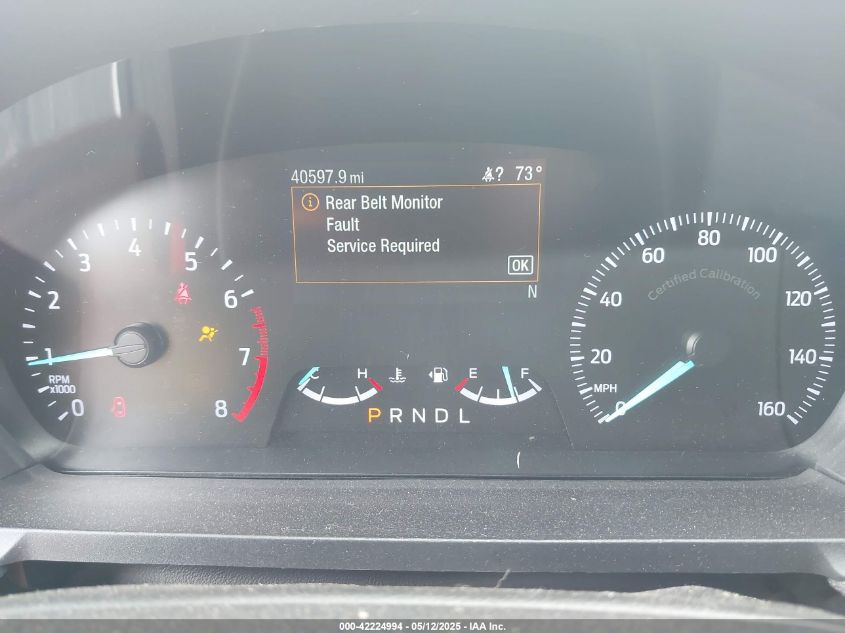 40597.9 mi ? 73°
Rear Belt Monitor
Fault
Service Required
OK
N
0 1 2 3 4 5 6 7 8
RPM
x1000
C H
E F
P R N D L
0 20 40 60 80 100 120 140 160
MPH
Certified Calibration
000-42224994 - 05/12/2025 - IAA Inc.